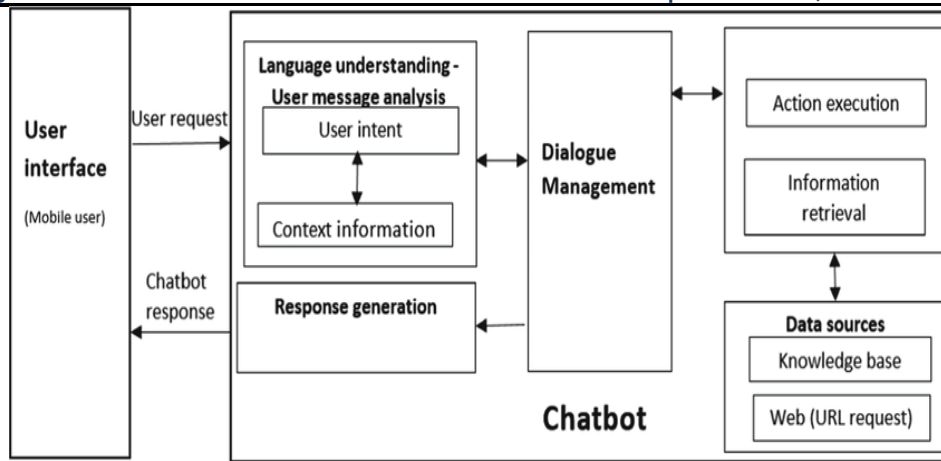 User
interface
(Mobile user)
User request
Chatbot
response
Language understanding -
User message analysis
User intent
Context information
Response generation
Dialogue
Management
Action execution
Information
retrieval
Data sources
Knowledge base
Web (URL request)
Chatbot